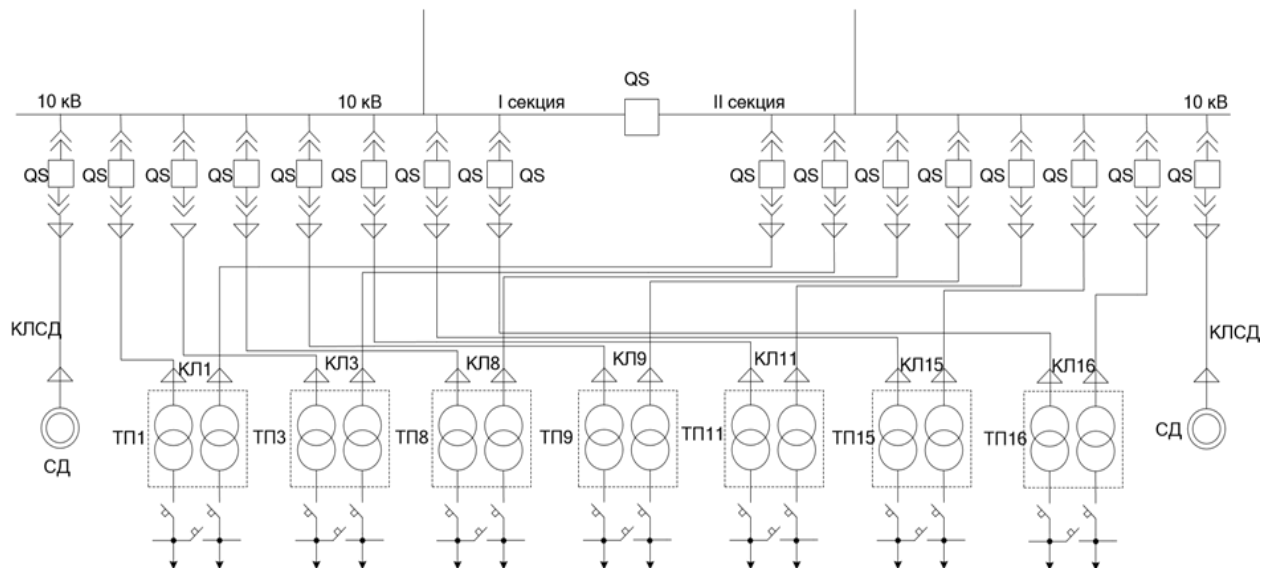 QS
10 кВ 10 кВ I секция II секция 10 кВ
QS QS QS QS QS QS QS QS QS QS QS QS QS QS QS QS
КЛСД КЛСД
КЛ1 КЛ3 КЛ8 КЛ9 КЛ11 КЛ15 КЛ16
ТП1 ТП3 ТП8 ТП9 ТП11 ТП15 ТП16 СД
СД